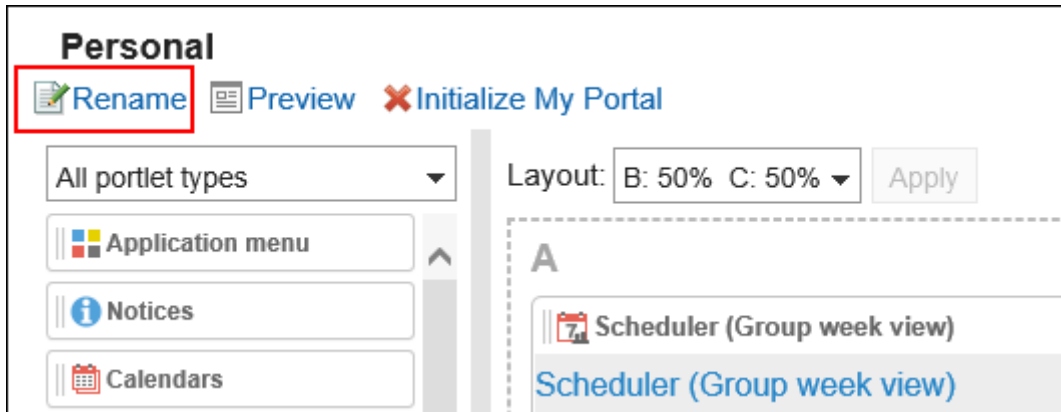 Personal
Rename Preview Initialize My Portal
All portlet types
Layout: B: 50% C: 50% Apply
Application menu
A
Notices
7 Scheduler (Group week view)
Calendars
Scheduler (Group week view)